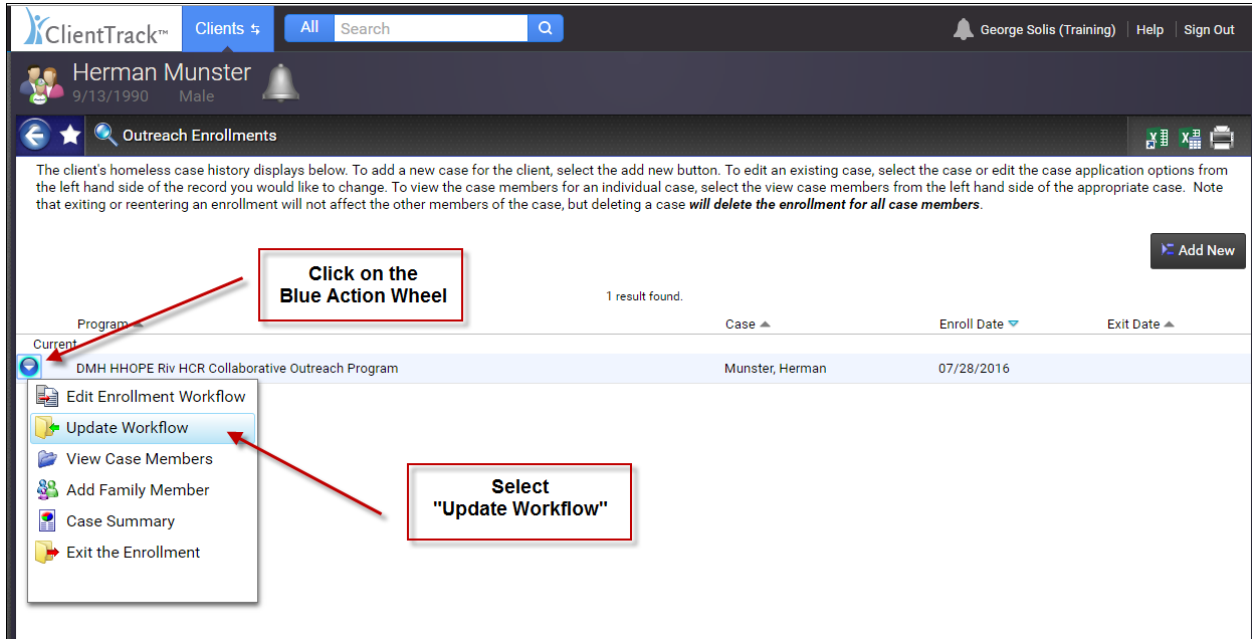 ClientTrack™ Clients All Search George Solis (Training) Help Sign Out
Herman Munster
9/13/1990 Male
Outreach Enrollments
The client's homeless case history displays below. To add a new case for the client, select the add new button. To edit an existing case, select the case or edit the case application options from
the left hand side of the record you would like to change. To view the case members for an individual case, select the view case members from the left hand side of the appropriate case. Note
that exiting or reentering an enrollment will not affect the other members of the case, but deleting a case will delete the enrollment for all case members.
Add New
Click on the
Blue Action Wheel
1 result found.
Program Case Enroll Date Exit Date
Current
DMH HHOPE Riv HCR Collaborative Outreach Program Munster, Herman 07/28/2016
Edit Enrollment Workflow
Update Workflow
View Case Members
Add Family Member
Case Summary
Exit the Enrollment
Select
"Update Workflow"